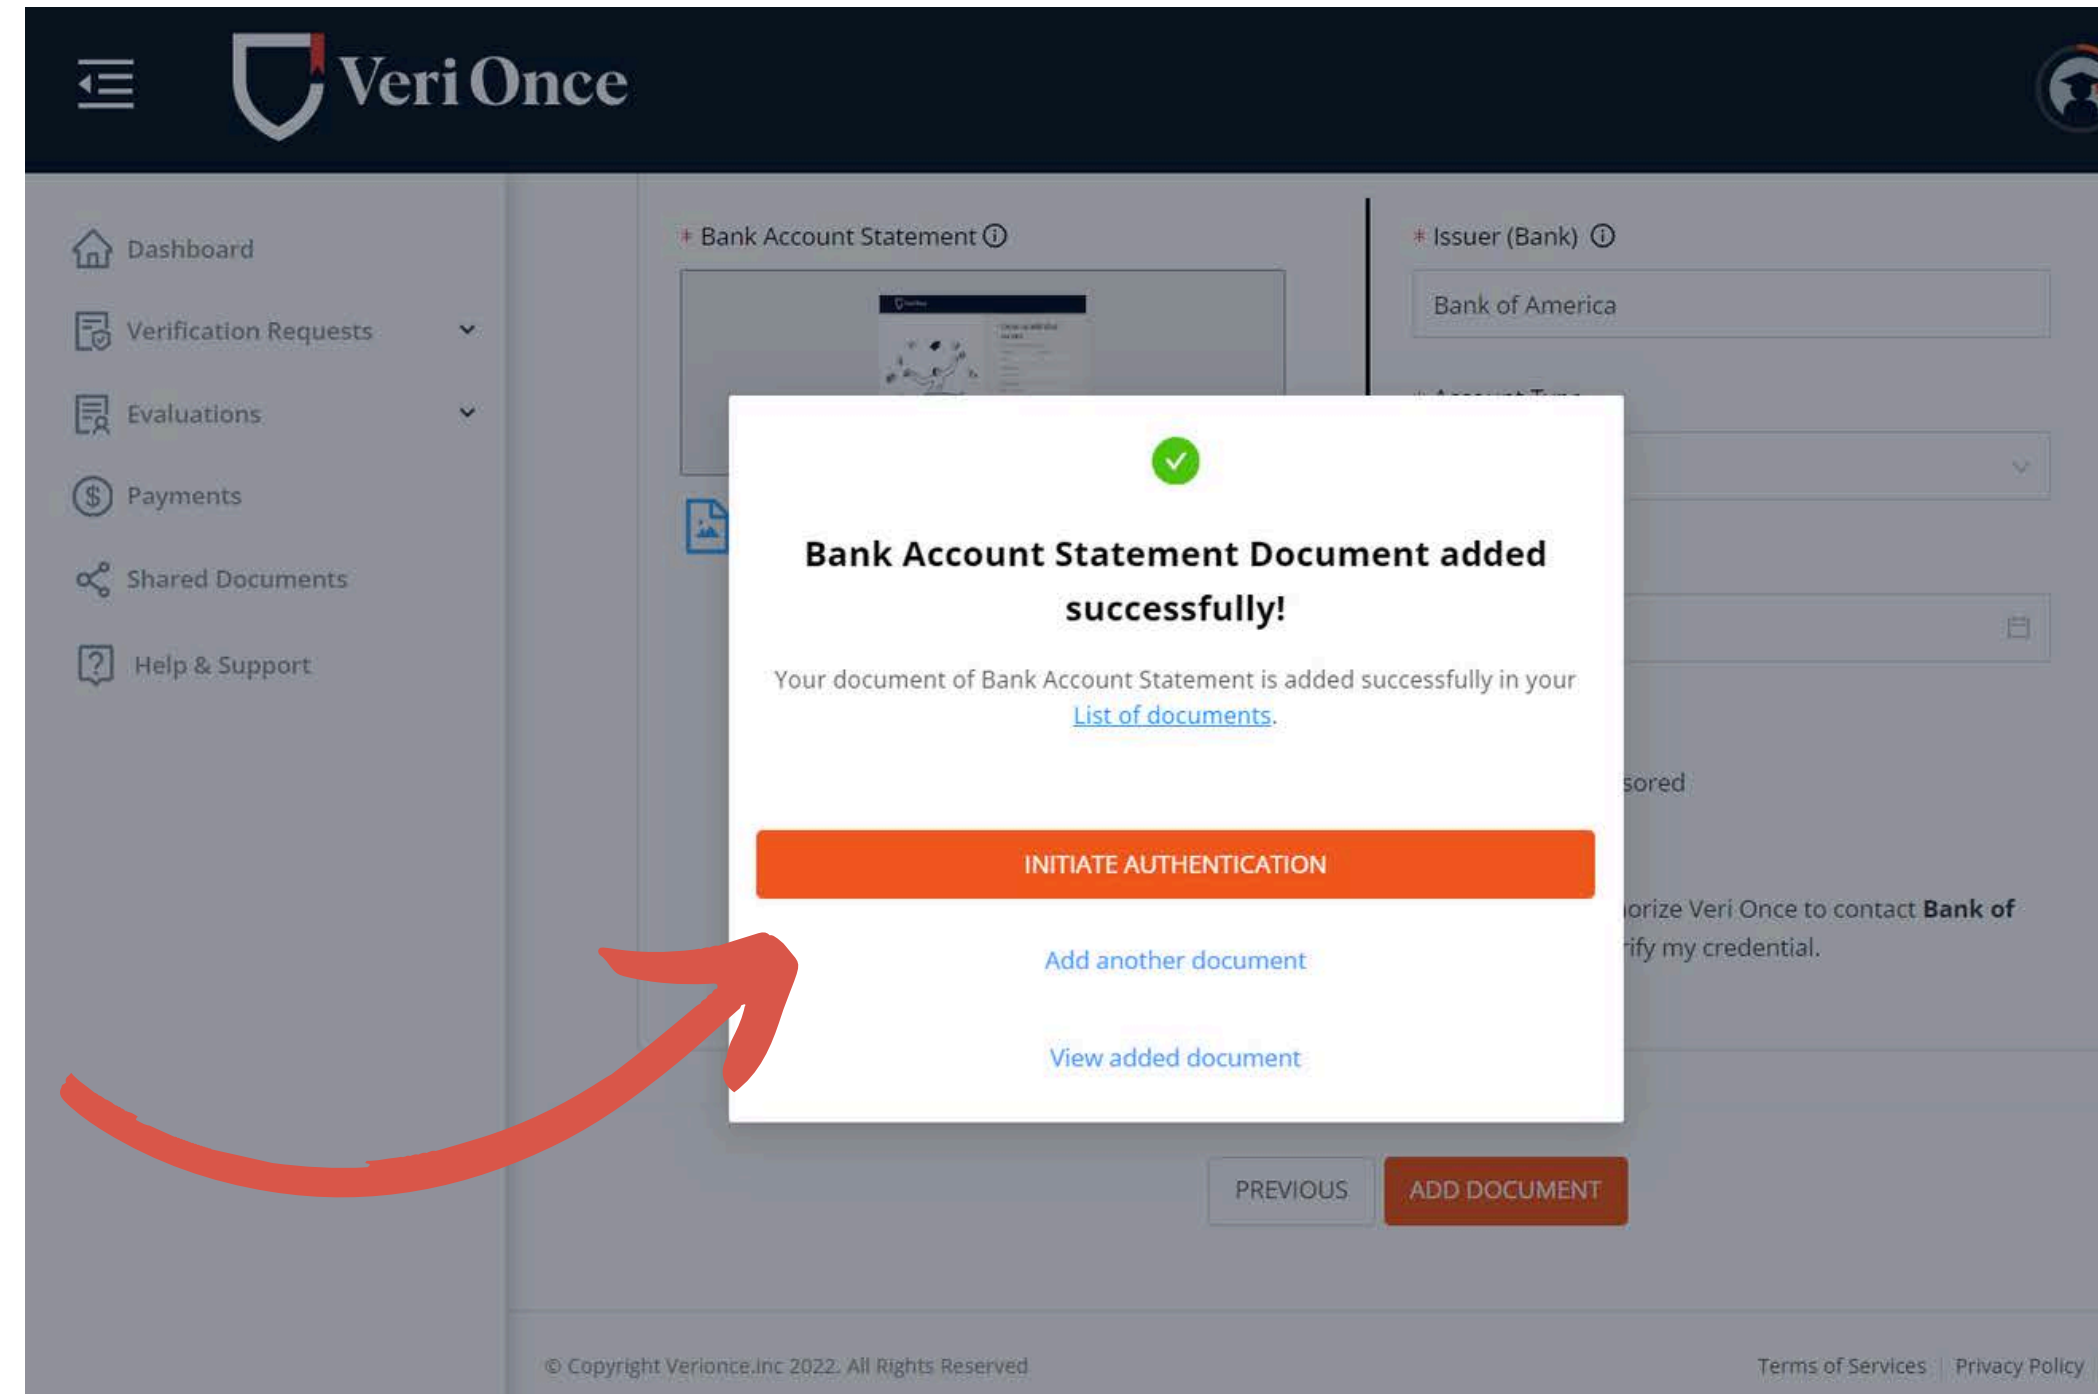 Veri Once
Dashboard
Verification Requests
Evaluations
Payments
Shared Documents
Help & Support
* Bank Account Statement
* Issuer (Bank)
Bank of America
* Account Type
Bank Account Statement Document added
successfully!
Your document of Bank Account Statement is added successfully in your
List of documents.
INITIATE AUTHENTICATION
Add another document
View added document
sored
orize Veri Once to contact Bank of
rify my credential.
PREVIOUS
ADD DOCUMENT
© Copyright Verionce.inc 2022. All Rights Reserved
Terms of Services | Privacy Policy